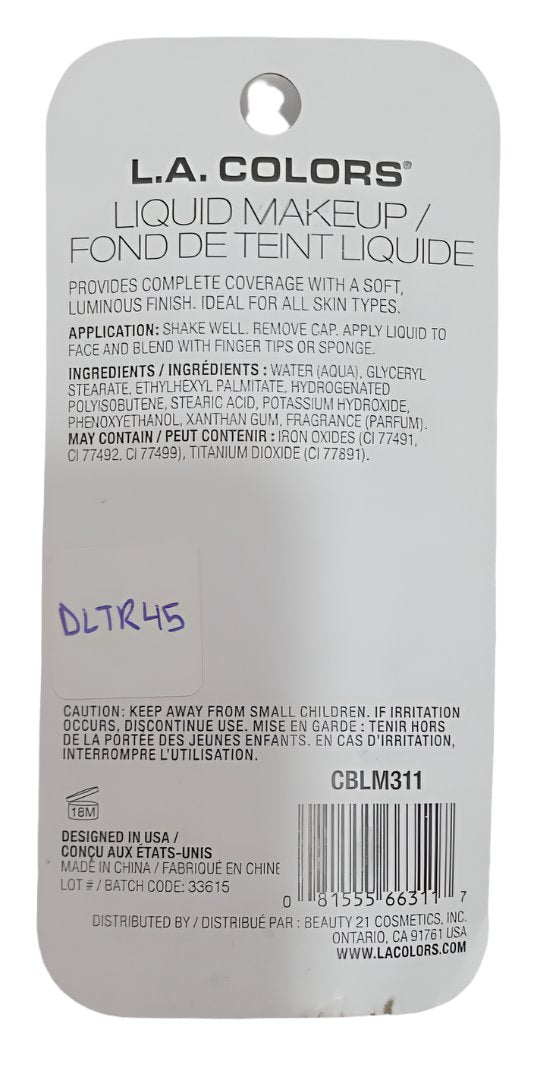 L.A. COLORS®
LIQUID MAKEUP /
FOND DE TEINT LIQUIDE
PROVIDES COMPLETE COVERAGE WITH A SOFT,
LUMINOUS FINISH. IDEAL FOR ALL SKIN TYPES.
APPLICATION: SHAKE WELL. REMOVE CAP. APPLY LIQUID TO
FACE AND BLEND WITH FINGER TIPS OR SPONGE.
INGREDIENTS / INGRÉDIENTS : WATER (AQUA), GLYCERYL
STEARATE, ETHYLHEXYL PALMITATE, HYDROGENATED
POLYISOBUTENE, STEARIC ACID, POTASSIUM HYDROXIDE,
PHENOXYETHANOL, XANTHAN GUM, FRAGRANCE (PARFUM).
MAY CONTAIN / PEUT CONTENIR : IRON OXIDES (CI 77491,
CI 77492, CI 77499), TITANIUM DIOXIDE (CI 77891).
DLTR45
CAUTION: KEEP AWAY FROM SMALL CHILDREN. IF IRRITATION
OCCURS, DISCONTINUE USE. MISE EN GARDE : TENIR HORS
DE LA PORTÉE DES JEUNES ENFANTS. EN CAS D'IRRITATION,
INTERROMPRE L'UTILISATION.
CBLM311
18M
DESIGNED IN USA /
CONÇU AUX ÉTATS-UNIS
MADE IN CHINA / FABRIQUÉ EN CHINE
LOT # / BATCH CODE: 33615
0 81555 66311 7
DISTRIBUTED BY / DISTRIBUÉ PAR : BEAUTY 21 COSMETICS, INC.
ONTARIO, CA 91761 USA
WWW.LACOLORS.COM